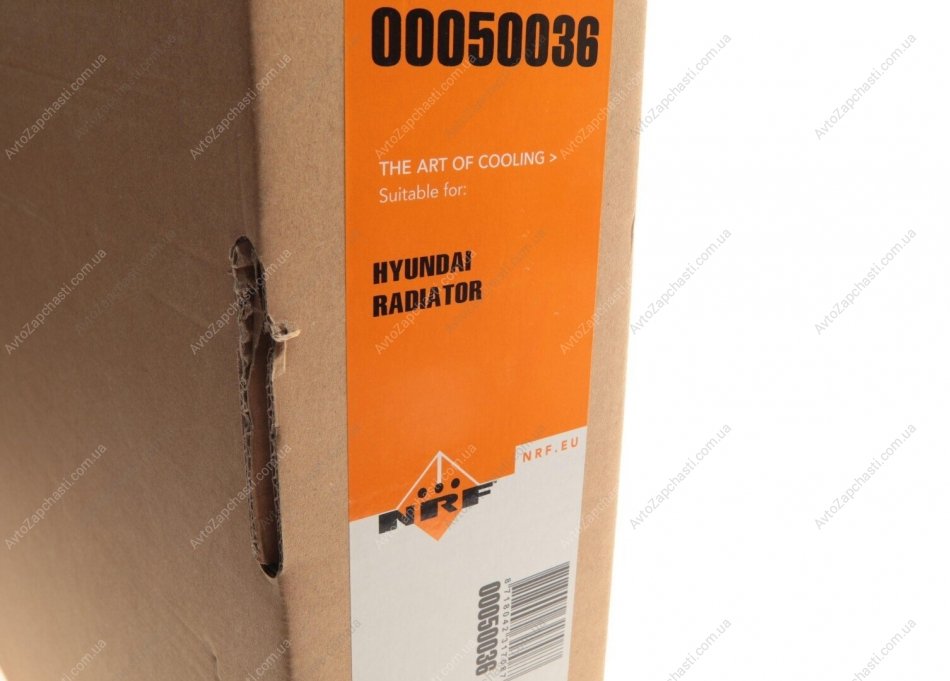 00050036
THE ART OF COOLING >
Suitable for:
HYUNDAI
RADIATOR
NRF.EU
NRF
00050036
AvtoZapchasti.com.ua